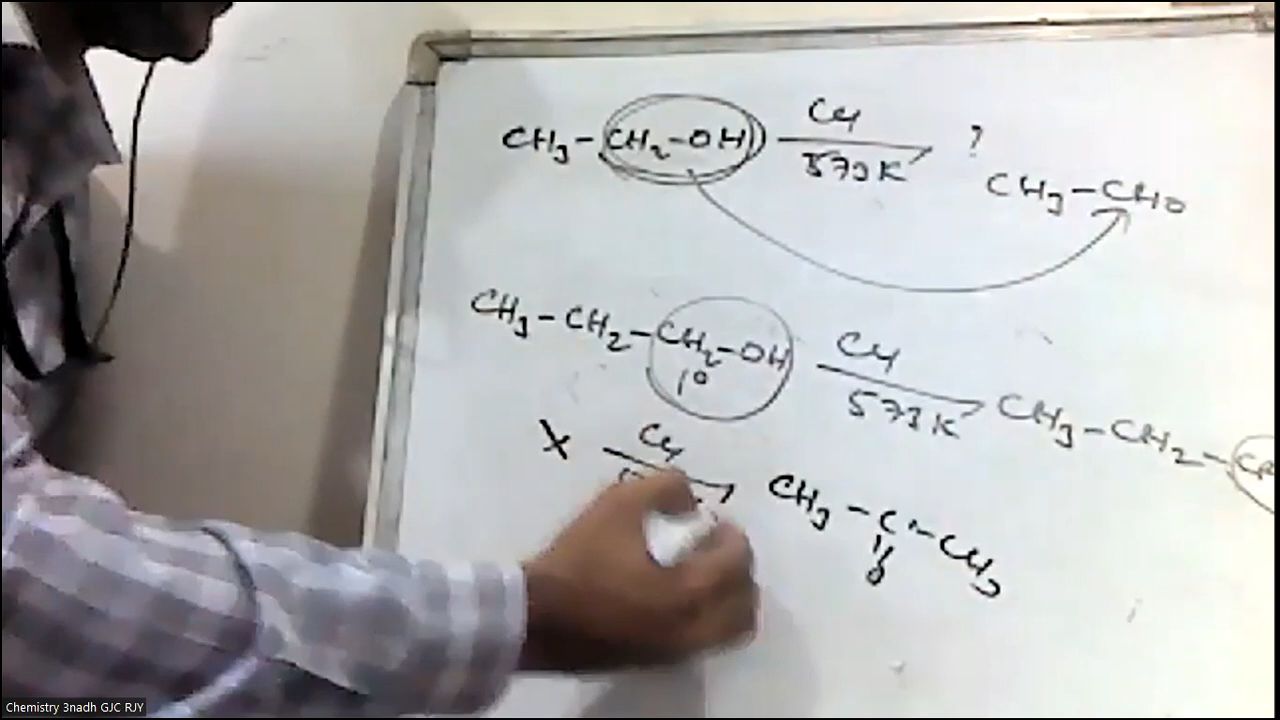 CH₃-CH₂-OH Cu 573K ?
CH₃-CHO
CH₃-CH₂-CH₂-OH Cu 573K CH₃-CH₂-
1°
X Cu CH₃-C-CH₃
O
Chemistry 3nadh GJC RJY